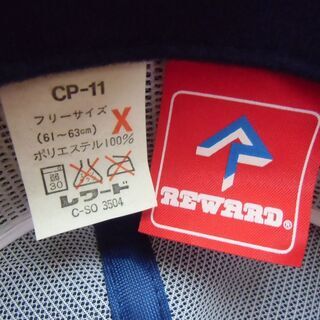 CP-11
フリーサイズ X
(61〜63cm)
ポリエステル100%
30
レワード
C-SO 3504
REWARD®